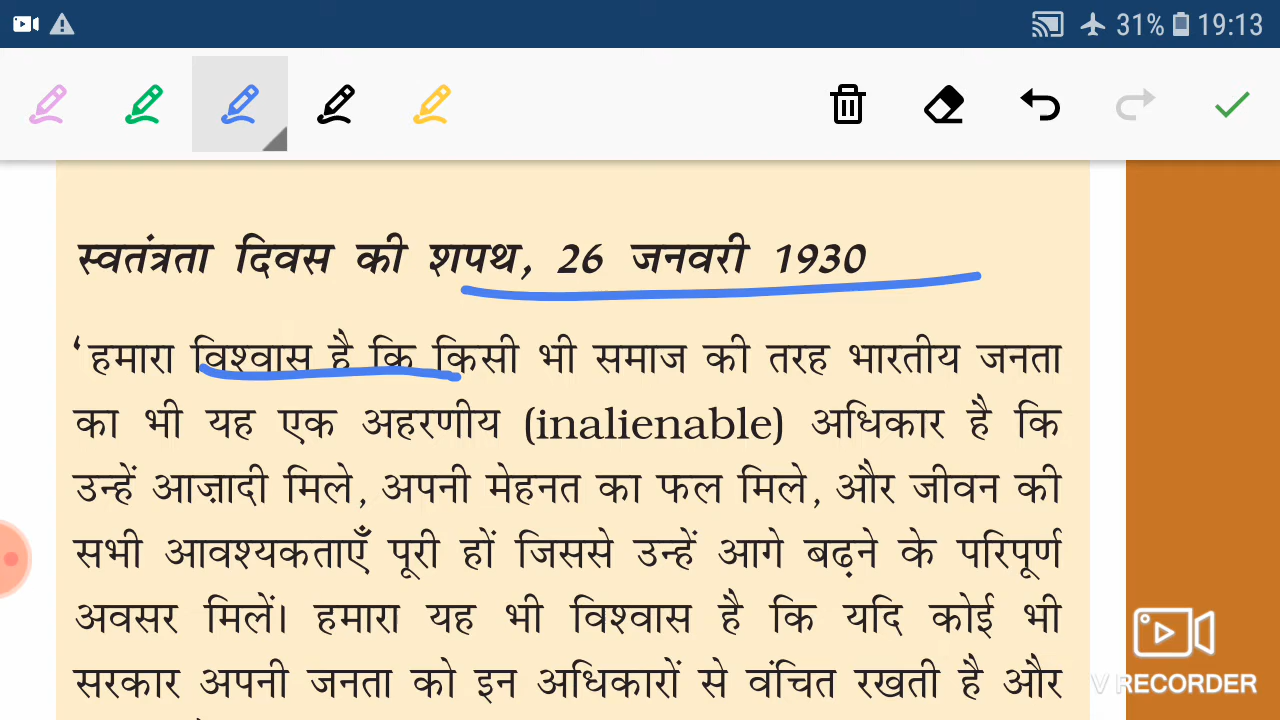 31% 19:13
स्वतंत्रता दिवस की शपथ, 26 जनवरी 1930
‘हमारा विश्वास है कि किसी भी समाज की तरह भारतीय जनता
का भी यह एक अहरणीय (inalienable) अधिकार है कि
उन्हें आज़ादी मिले, अपनी मेहनत का फल मिले, और जीवन की
सभी आवश्यकताएँ पूरी हों जिससे उन्हें आगे बढ़ने के परिपूर्ण
अवसर मिलें। हमारा यह भी विश्वास है कि यदि कोई भी
सरकार अपनी जनता को इन अधिकारों से वंचित रखती है और
V RECORDER